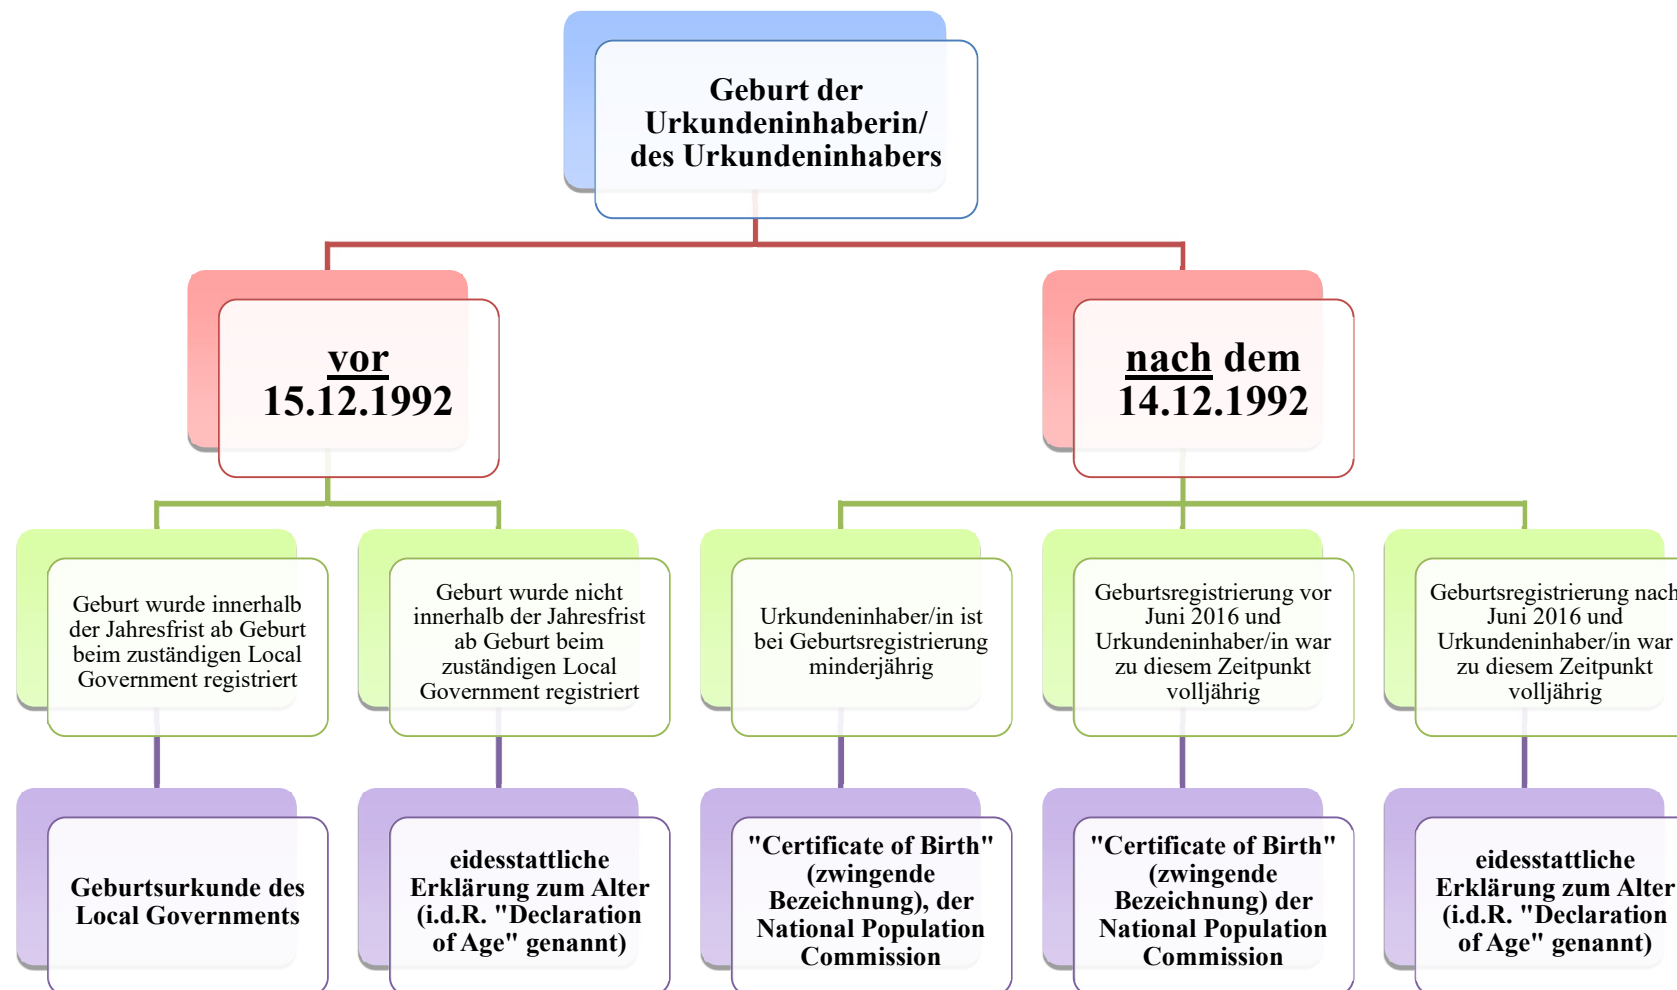 Geburt der
Urkundeninhaberin/
des Urkundeninhabers
vor
15.12.1992
nach dem
14.12.1992
Geburt wurde innerhalb
der Jahresfrist ab Geburt
beim zuständigen Local
Government registriert
Geburt wurde nicht
innerhalb der Jahresfrist
ab Geburt beim
zuständigen Local
Government registriert
Urkundeninhaber/in ist
bei Geburtsregistrierung
minderjährig
Geburtsregistrierung vor
Juni 2016 und
Urkundeninhaber/in war
zu diesem Zeitpunkt
volljährig
Geburtsregistrierung nach
Juni 2016 und
Urkundeninhaber/in war
zu diesem Zeitpunkt
volljährig
Geburtsurkunde des
Local Governments
eidesstattliche
Erklärung zum Alter
(i.d.R. "Declaration
of Age" genannt)
"Certificate of Birth"
(zwingende
Bezeichnung), der
National Population
Commission
"Certificate of Birth"
(zwingende
Bezeichnung) der
National Population
Commission
eidesstattliche
Erklärung zum Alter
(i.d.R. "Declaration
of Age" genannt)